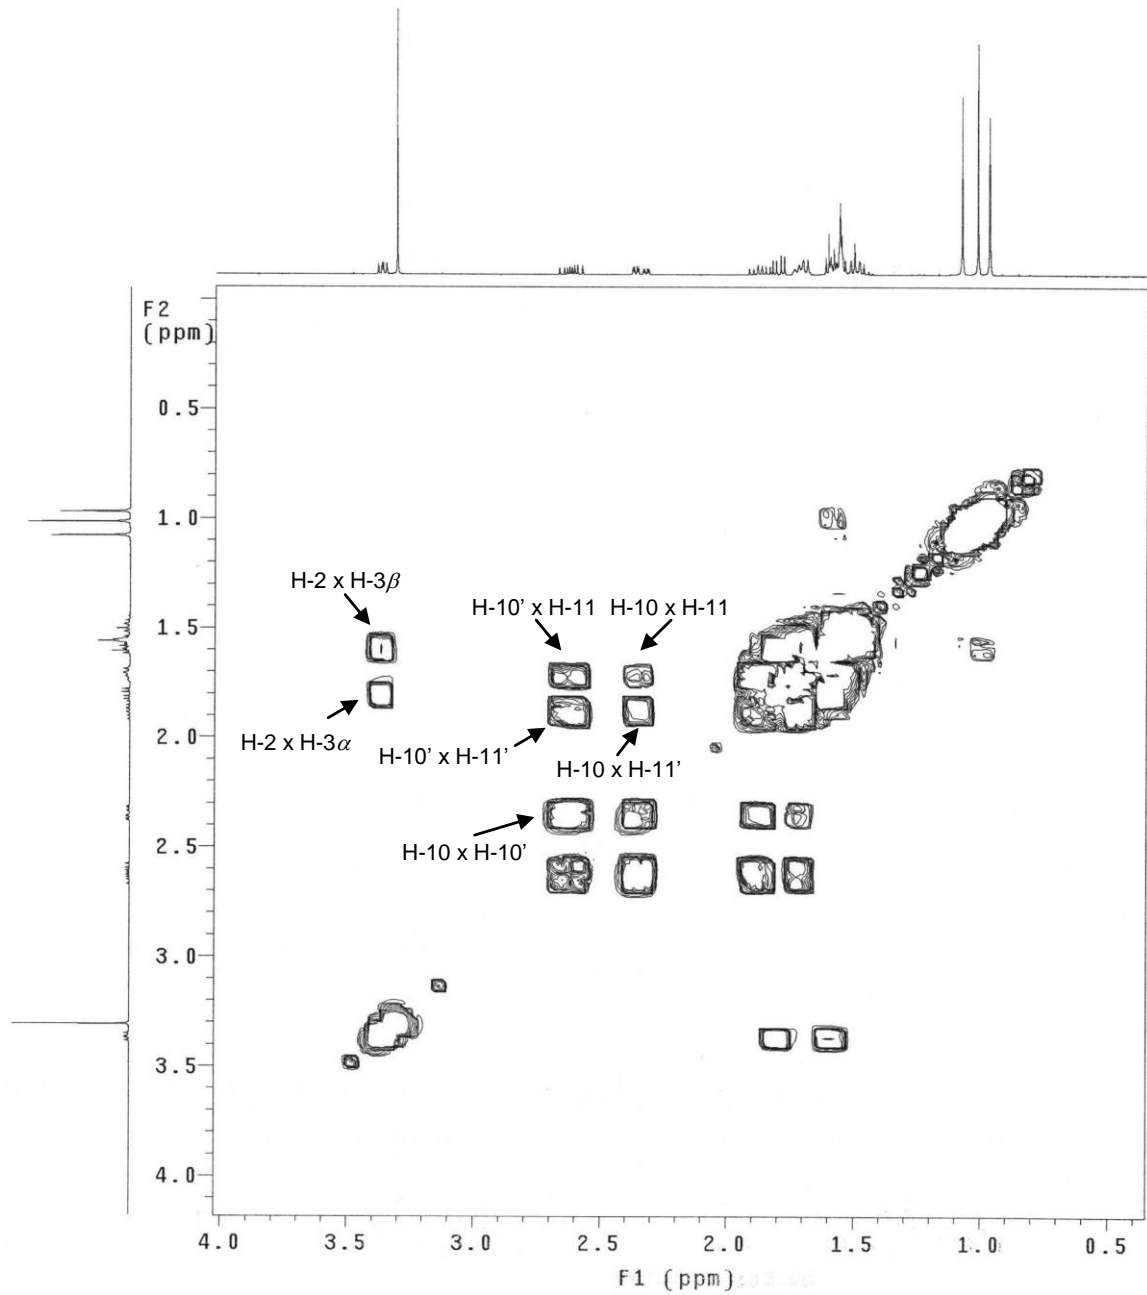 F2
(ppm)
0.5
1.0
H-2 x H-3β
H-10' x H-11 H-10 x H-11
1.5
H-2 x H-3α
2.0
H-10' x H-11'
H-10 x H-11'
H-10 x H-10'
2.5
3.0
3.5
4.0
4.0 3.5 3.0 2.5 2.0 1.5 1.0 0.5
F1 (ppm)